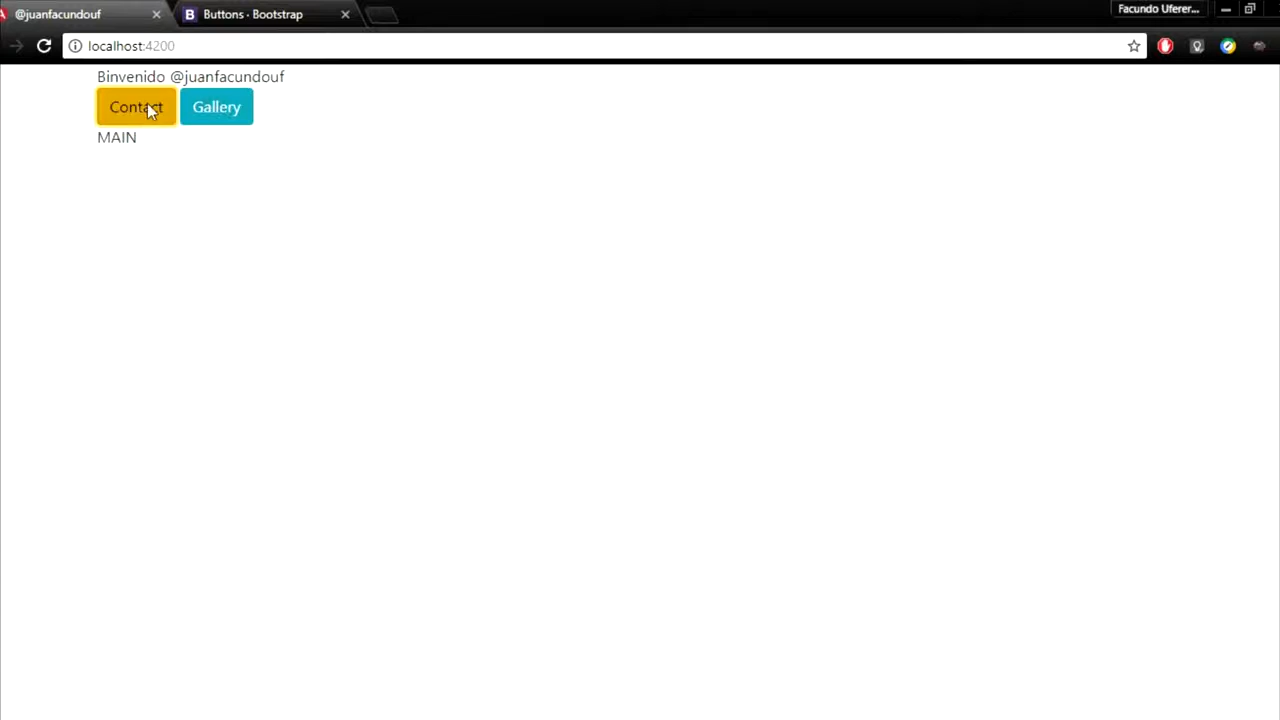 @juanfacundouf
Buttons · Bootstrap
Facundo Uferer...
localhost:4200
Binvenido @juanfacundouf
Contact
Gallery
MAIN